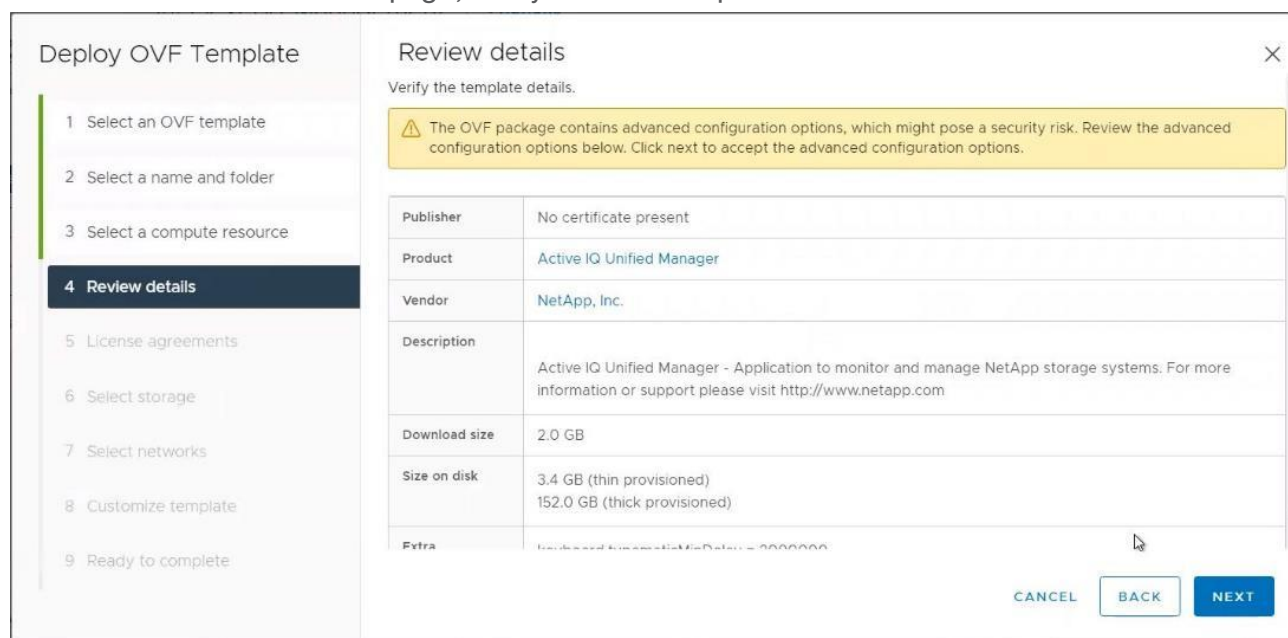 Deploy OVF Template
1 Select an OVF template
2 Select a name and folder
3 Select a compute resource
4 Review details
5 License agreements
6 Select storage
7 Select networks
8 Customize template
9 Ready to complete
Review details
Verify the template details.
The OVF package contains advanced configuration options, which might pose a security risk. Review the advanced
configuration options below. Click next to accept the advanced configuration options.
Publisher No certificate present
Product Active IQ Unified Manager
Vendor NetApp, Inc.
Description
Active IQ Unified Manager - Application to monitor and manage NetApp storage systems. For more
information or support please visit http://www.netapp.com
Download size 2.0 GB
Size on disk 3.4 GB (thin provisioned)
152.0 GB (thick provisioned)
Extra keyboard.typematicMinDelay = 2000000
CANCEL BACK NEXT